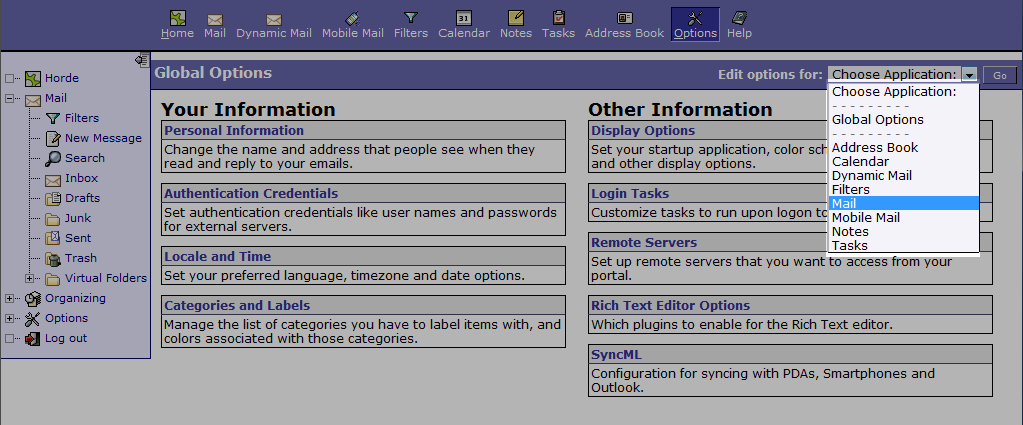 Home Mail Dynamic Mail Mobile Mail Filters Calendar Notes Tasks Address Book Options Help
31
Horde
Mail
Filters
New Message
Search
Inbox
Drafts
Junk
Sent
Trash
Virtual Folders
Organizing
Options
Log out
Global Options
Edit options for: Choose Application: Go
Choose Application:
- - - - - - - - -
Global Options
- - - - - - - - -
Address Book
Calendar
Dynamic Mail
Filters
Mail
Mobile Mail
Notes
Tasks
Your Information
Personal Information
Change the name and address that people see when they
read and reply to your emails.
Authentication Credentials
Set authentication credentials like user names and passwords
for external servers.
Locale and Time
Set your preferred language, timezone and date options.
Categories and Labels
Manage the list of categories you have to label items with, and
colors associated with those categories.
Other Information
Display Options
Set your startup application, color
and other display options.
Login Tasks
Customize tasks to run upon logon
Remote Servers
Set up remote servers that you want to access from your
portal.
Rich Text Editor Options
Which plugins to enable for the Rich Text editor.
SyncML
Configuration for syncing with PDAs, Smartphones and
Outlook.